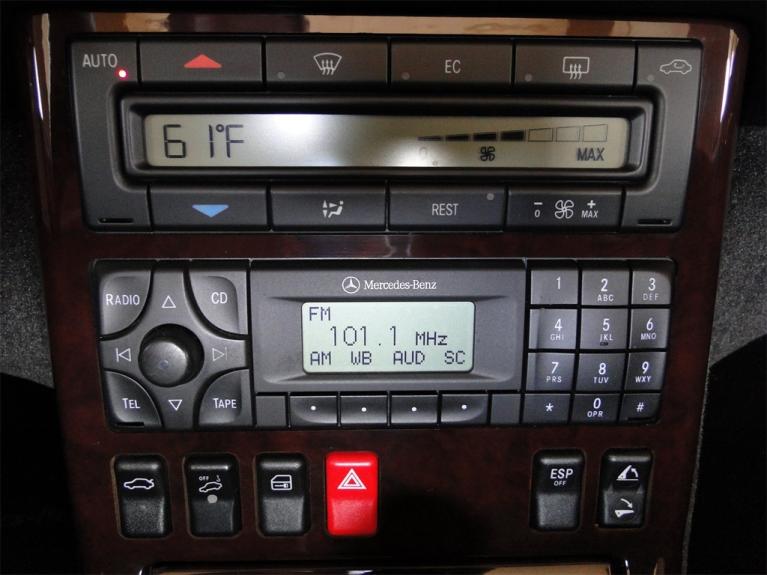 AUTO
EC
61°F
0 MAX
REST
- +
0 MAX
Mercedes-Benz
RADIO CD
FM
101.1 MHz
AM WB AUD SC
TEL TAPE
1 2 ABC 3 DEF
4 GHI 5 JKL 6 MNO
7 PRS 8 TUV 9 WXY
* 0 OPR #
OFF
ESP
OFF